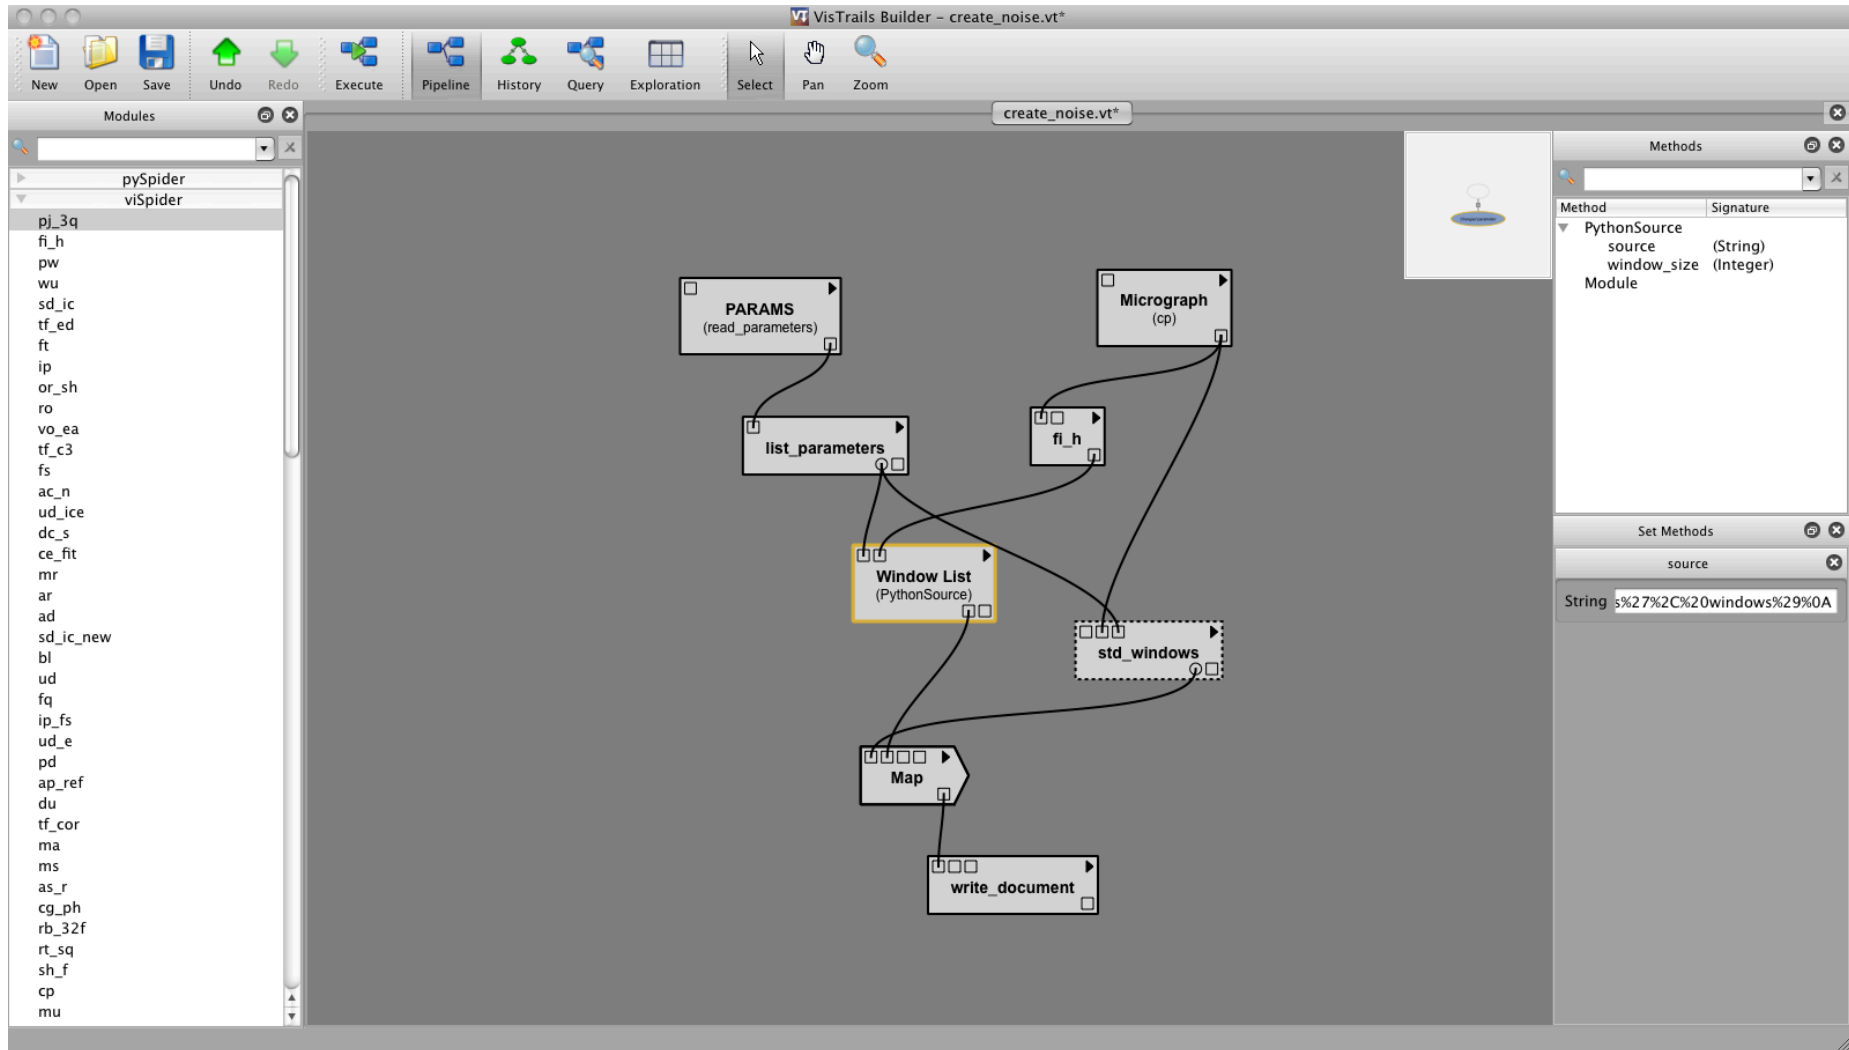 VisTrails Builder – create_noise.vt*
New Open Save Undo Redo Execute Pipeline History Query Exploration Select Pan Zoom
Modules
create_noise.vt*
pySpider
viSpider
pj_3q
fi_h
pw
wu
sd_ic
tf_ed
ft
ip
or_sh
ro
vo_ea
tf_c3
fs
ac_n
ud_ice
dc_s
ce_fit
mr
ar
ad
sd_ic_new
bl
ud
fq
ip_fs
ud_e
pd
ap_ref
du
tf_cor
ma
ms
as_r
cg_ph
rb_32f
rt_sq
sh_f
cp
mu
PARAMS
(read_parameters)
Micrograph
(cp)
list_parameters
fi_h
Window List
(PythonSource)
std_windows
Map
write_document
Methods
Method Signature
PythonSource
source (String)
window_size (Integer)
Module
Set Methods
source
String s%27%2C%20windows%29%0A